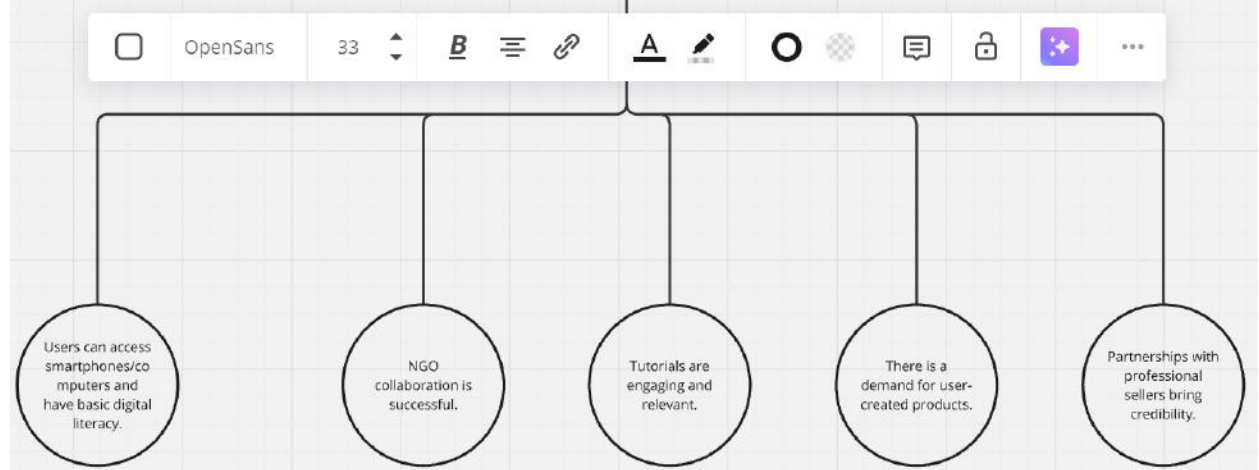 OpenSans 33 B A
Users can access
smartphones/co
mputers and
have basic digital
literacy.
NGO
collaboration is
successful.
Tutorials are
engaging and
relevant.
There is a
demand for user-
created products.
Partnerships with
professional
sellers bring
credibility.